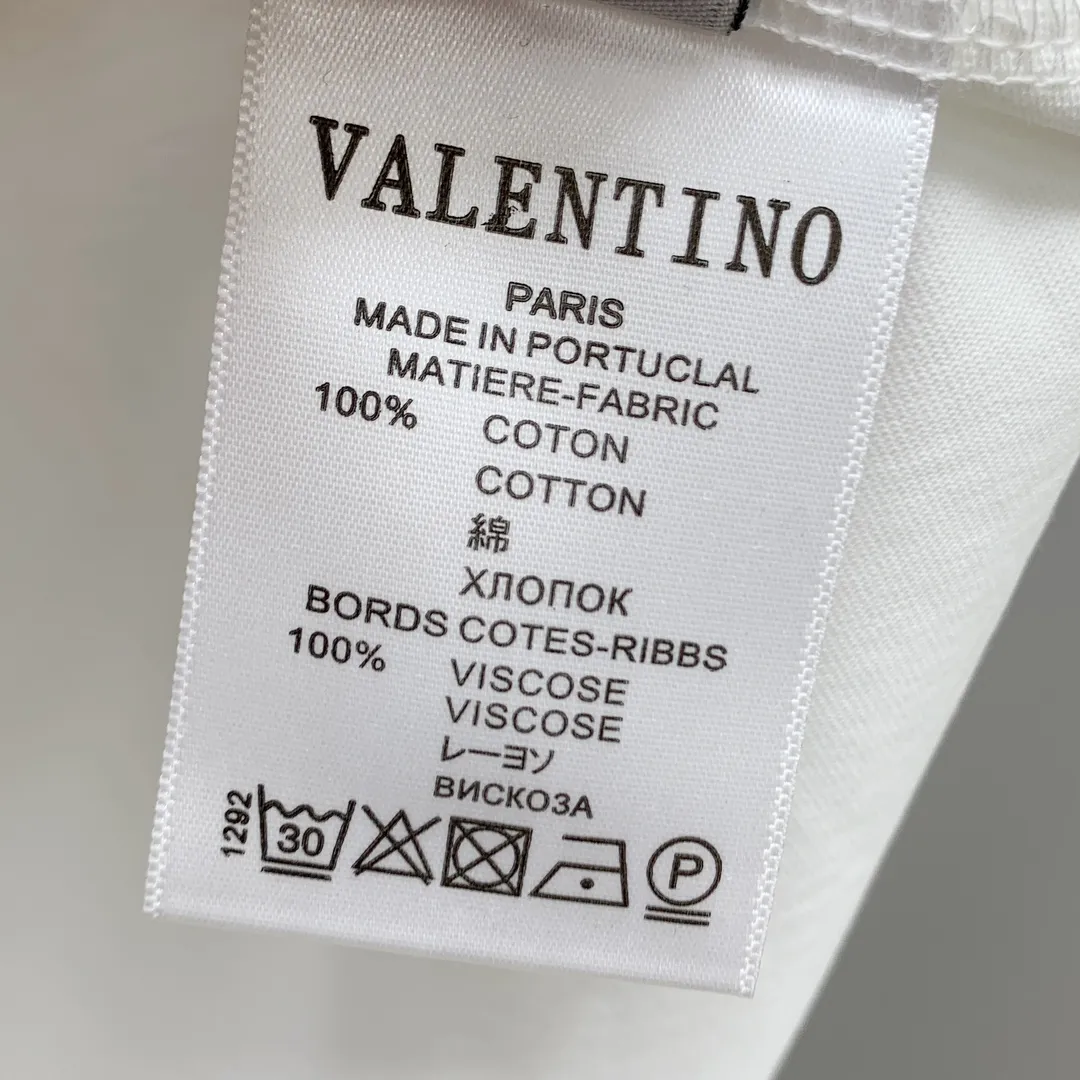 VALENTINO
PARIS
MADE IN PORTUCLAL
MATIERE-FABRIC
100% COTON
COTTON
綿
ХЛОПОК
BORDS COTES-RIBBS
100% VISCOSE
VISCOSE
レーヨソ
ВИСКОЗА
1292
30
P